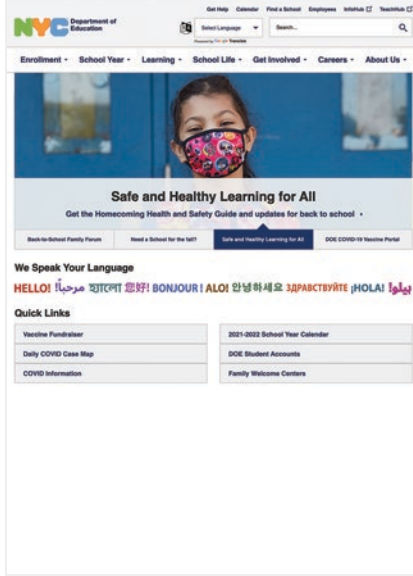 Get Help Calendar Find a School Employees InfoHub TeachHub
NYC Department of
Education
Select Language Search...
Powered by Google Translate
Enrollment School Year Learning School Life Get Involved Careers About Us
Safe and Healthy Learning for All
Get the Homecoming Health and Safety Guide and updates for back to school
Back-to-School Family Forum Need a School for the fall? Safe and Healthy Learning for All DOE COVID-19 Vaccine Portal
We Speak Your Language
HELLO! مرحباً! হ্যালো! 您好! BONJOUR! ALO! 안녕하세요 ЗДРАВСТВУЙТЕ ¡HOLA! ہیلو!
Quick Links
Vaccine Fundraiser 2021-2022 School Year Calendar
Daily COVID Case Map DOE Student Accounts
COVID Information Family Welcome Centers